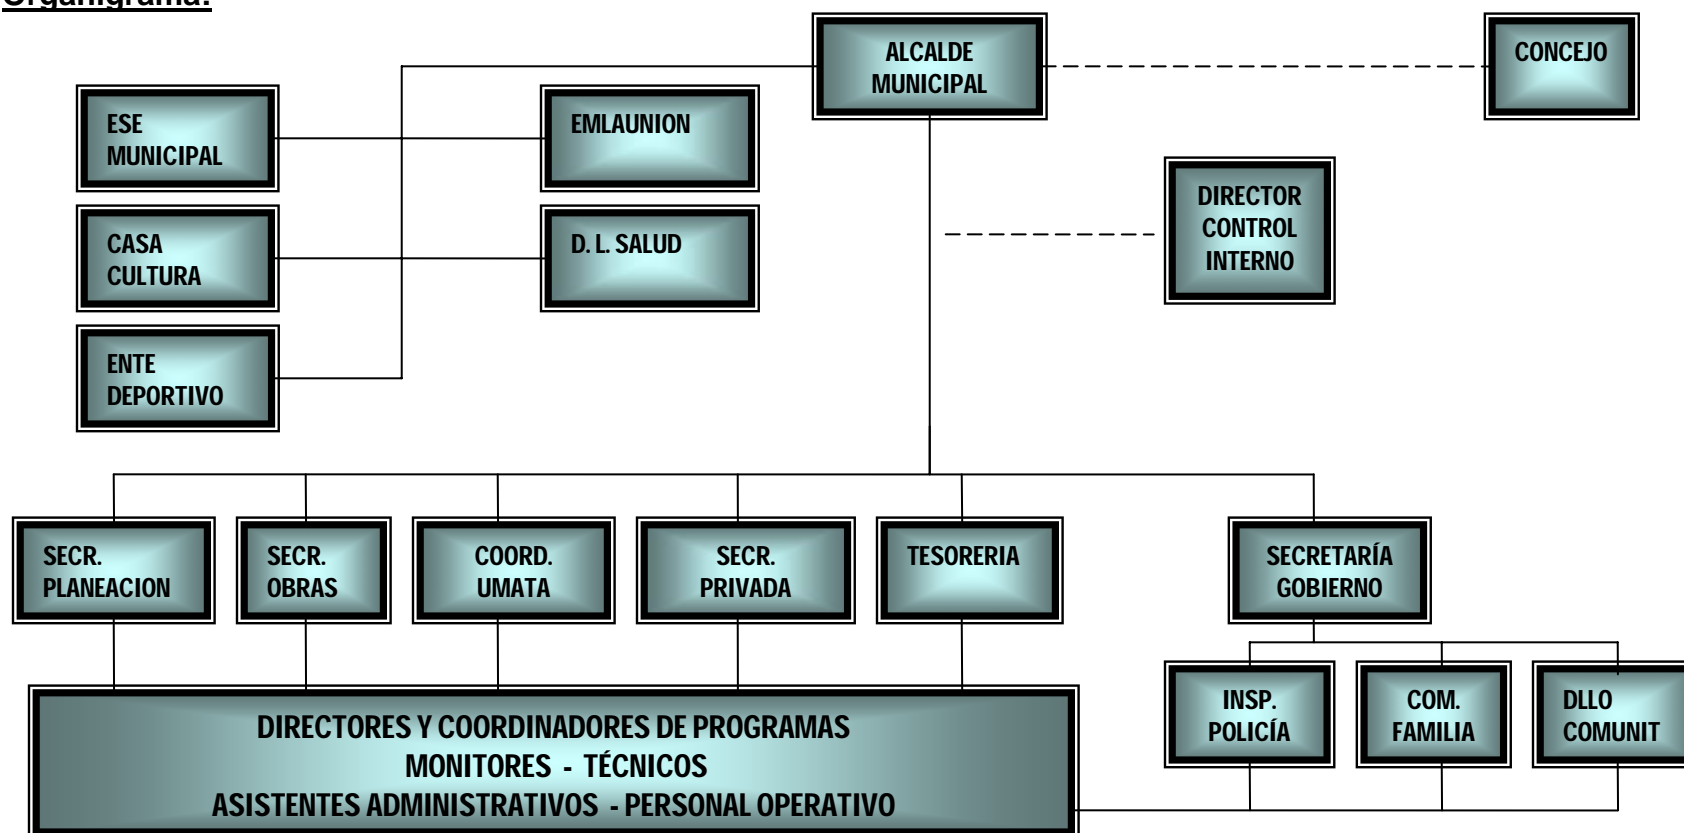 Organigrama:
ALCALDE
MUNICIPAL
CONCEJO
ESE
MUNICIPAL
EMLAUNION
DIRECTOR
CONTROL
INTERNO
CASA
CULTURA
D. L. SALUD
ENTE
DEPORTIVO
SECR.
PLANEACION
SECR.
OBRAS
COORD.
UMATA
SECR.
PRIVADA
TESORERIA
SECRETARÍA
GOBIERNO
INSP.
POLICÍA
COM.
FAMILIA
DLLO
COMUNIT
DIRECTORES Y COORDINADORES DE PROGRAMAS
MONITORES - TÉCNICOS
ASISTENTES ADMINISTRATIVOS - PERSONAL OPERATIVO